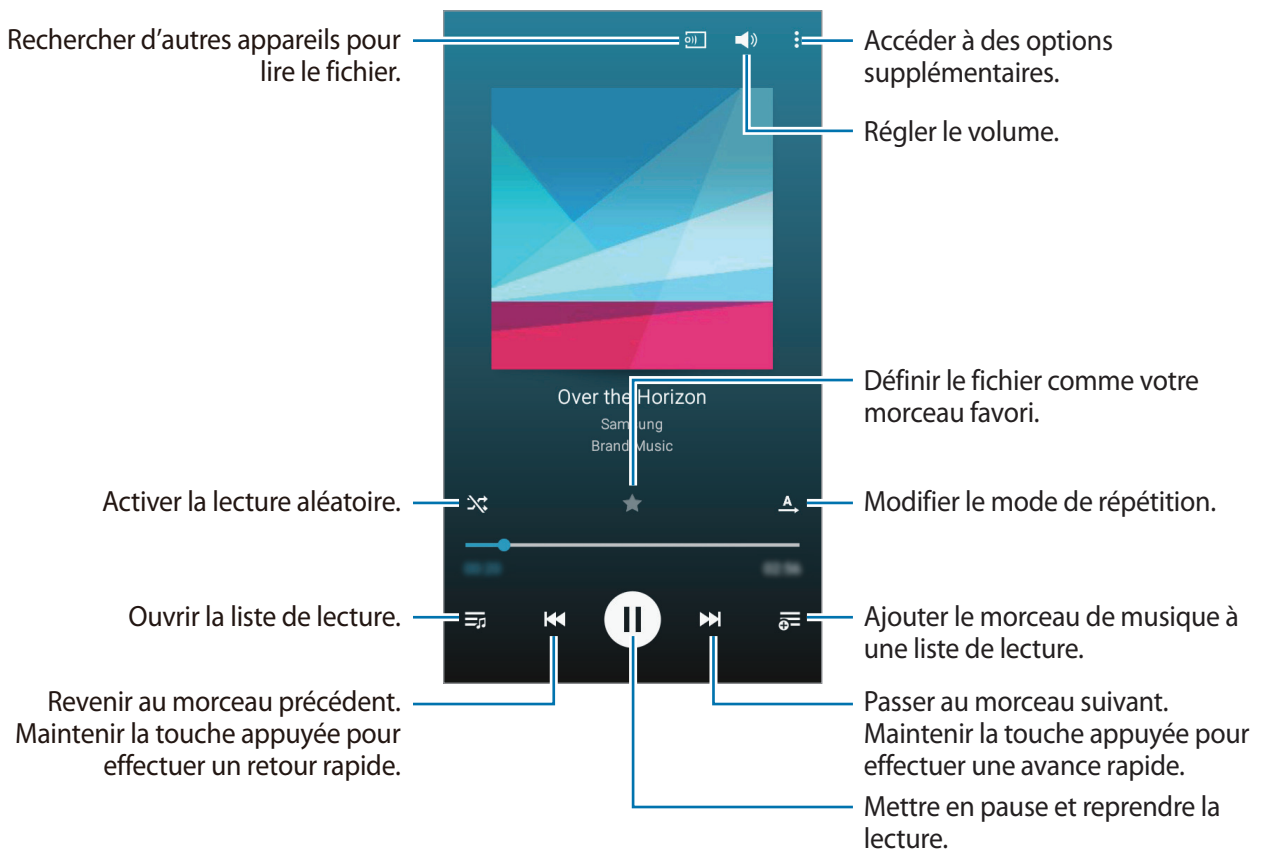 Rechercher d'autres appareils pour
lire le fichier.
Accéder à des options
supplémentaires.
Régler le volume.
Over the Horizon
Samsung
Brand Music
Définir le fichier comme votre
morceau favori.
Activer la lecture aléatoire.
A
Modifier le mode de répétition.
00:20
02:56
Ouvrir la liste de lecture.
Ajouter le morceau de musique à
une liste de lecture.
Revenir au morceau précédent.
Maintenir la touche appuyée pour
effectuer un retour rapide.
Passer au morceau suivant.
Maintenir la touche appuyée pour
effectuer une avance rapide.
Mettre en pause et reprendre la
lecture.